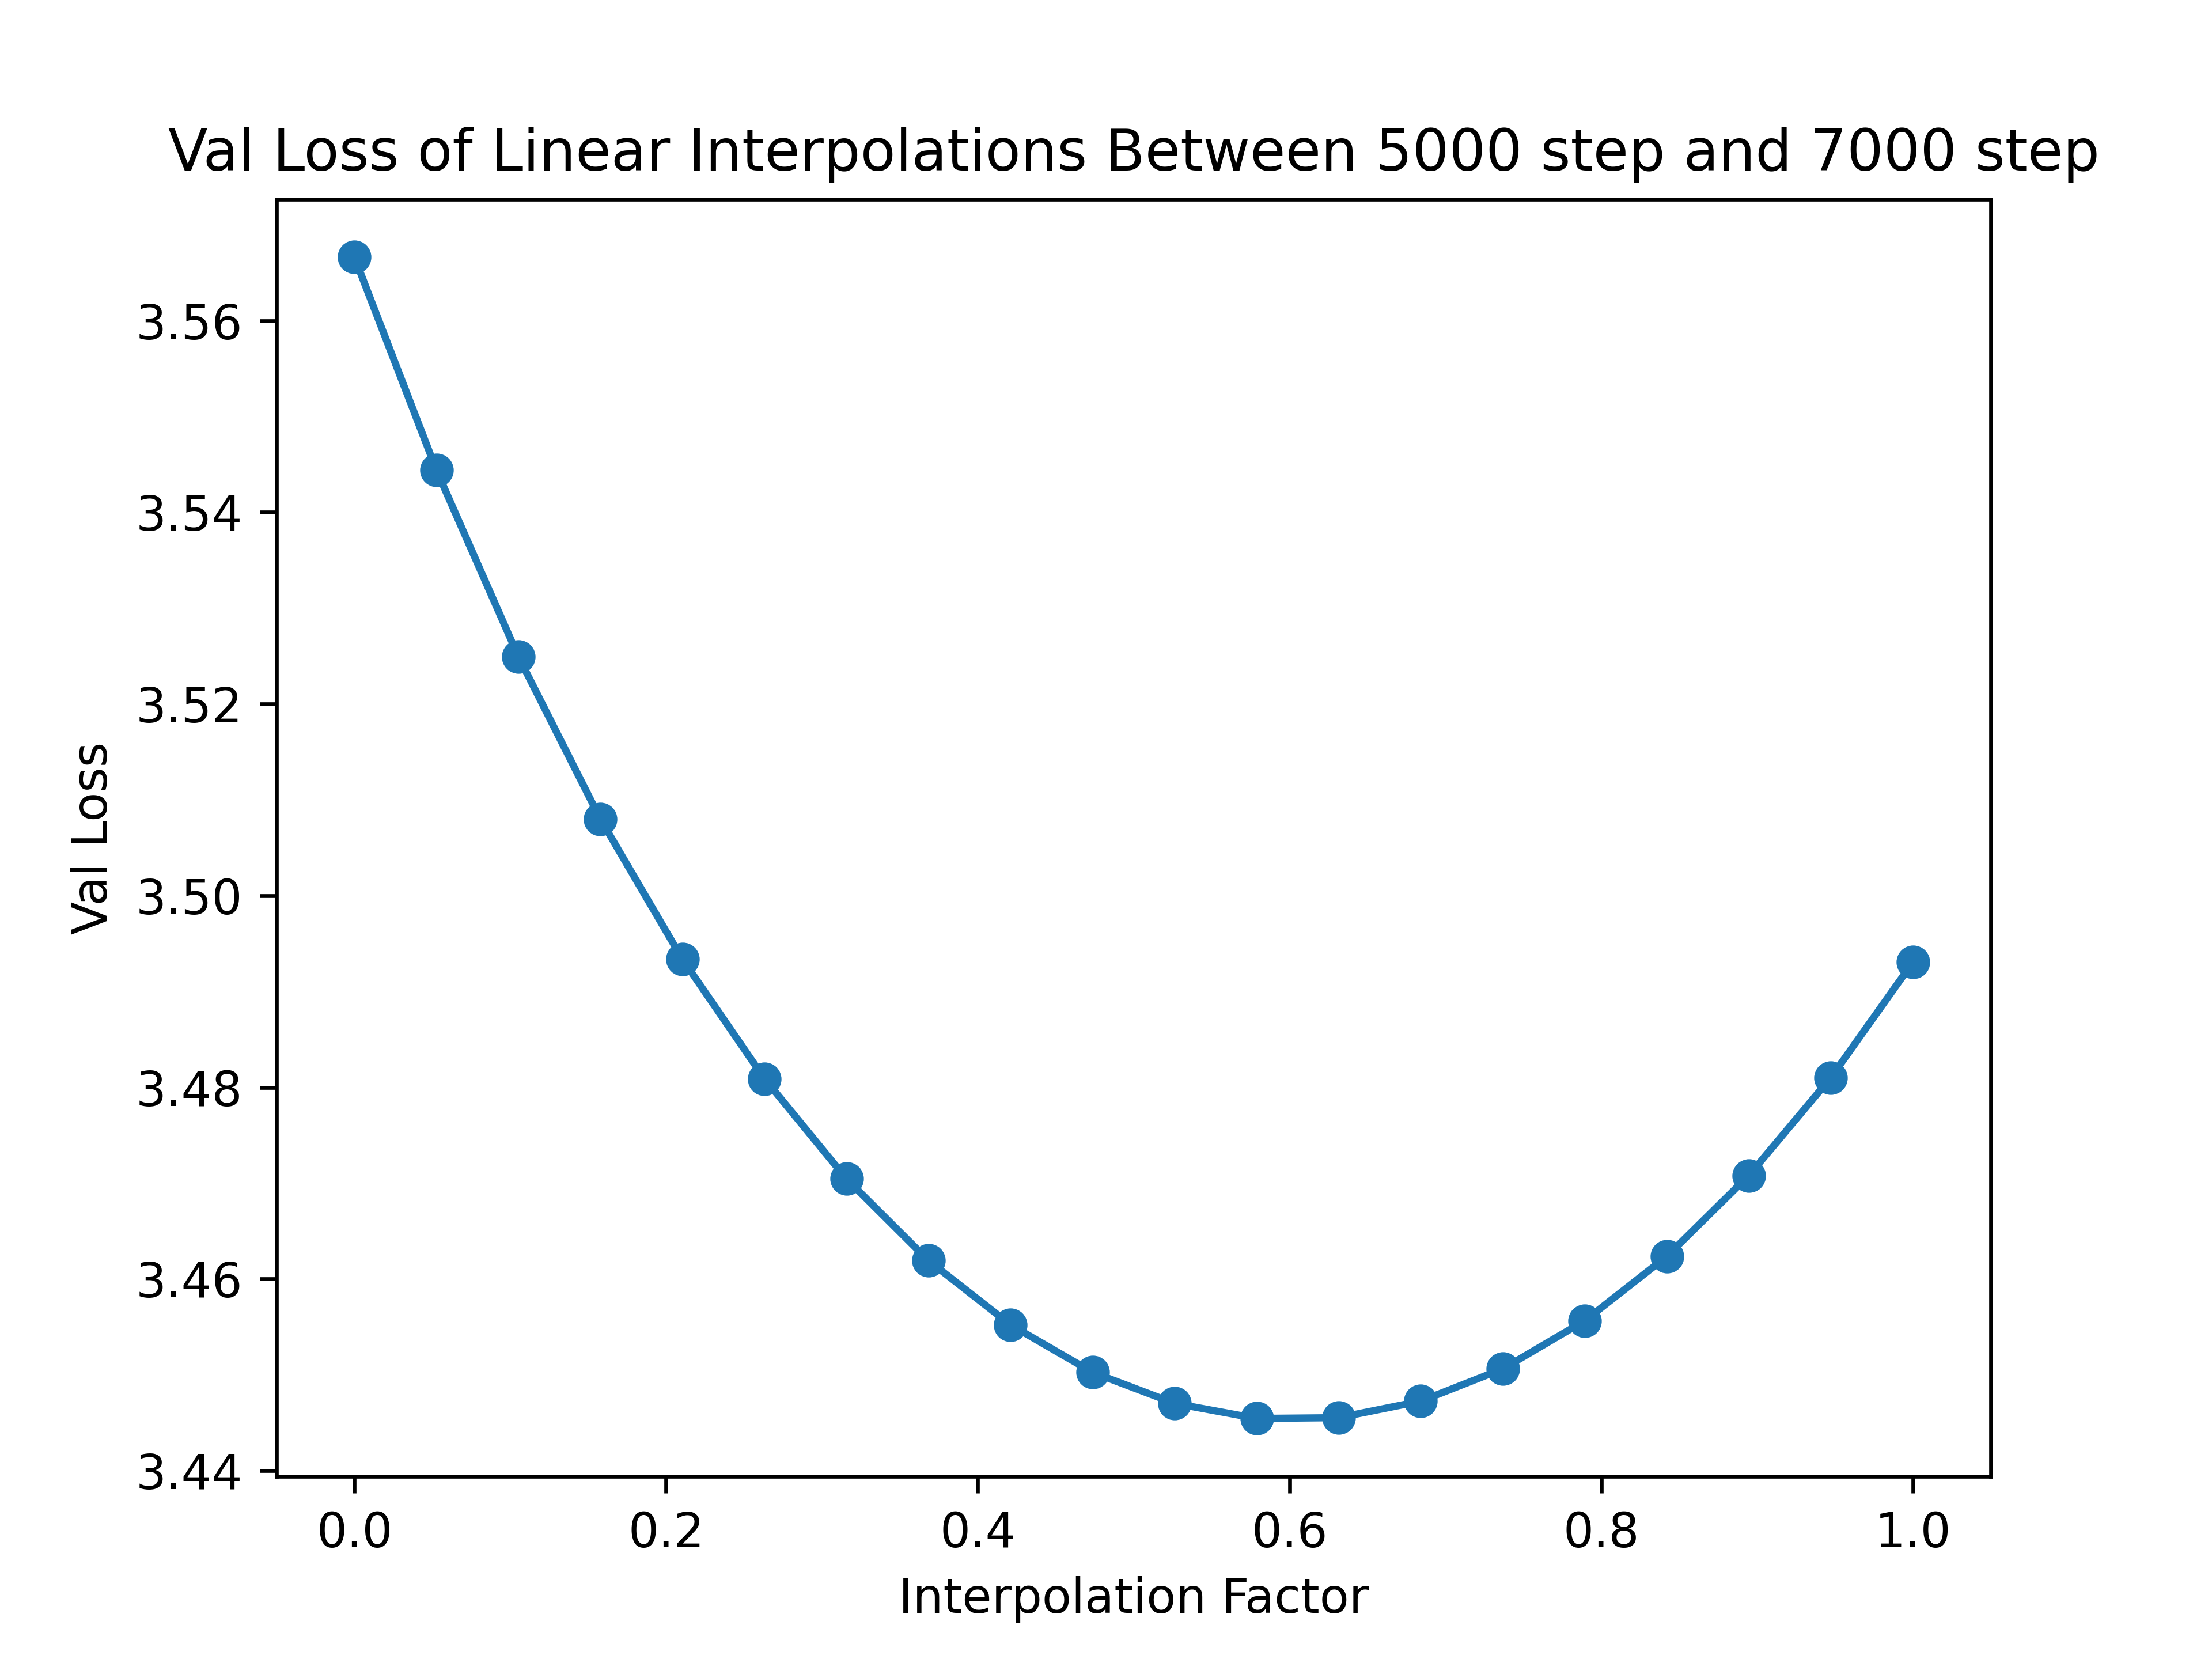 Val Loss of Linear Interpolations Between 5000 step and 7000 step
3.56
3.54
3.52
3.50
3.48
3.46
3.44
Val Loss
0.0 0.2 0.4 0.6 0.8 1.0
Interpolation Factor